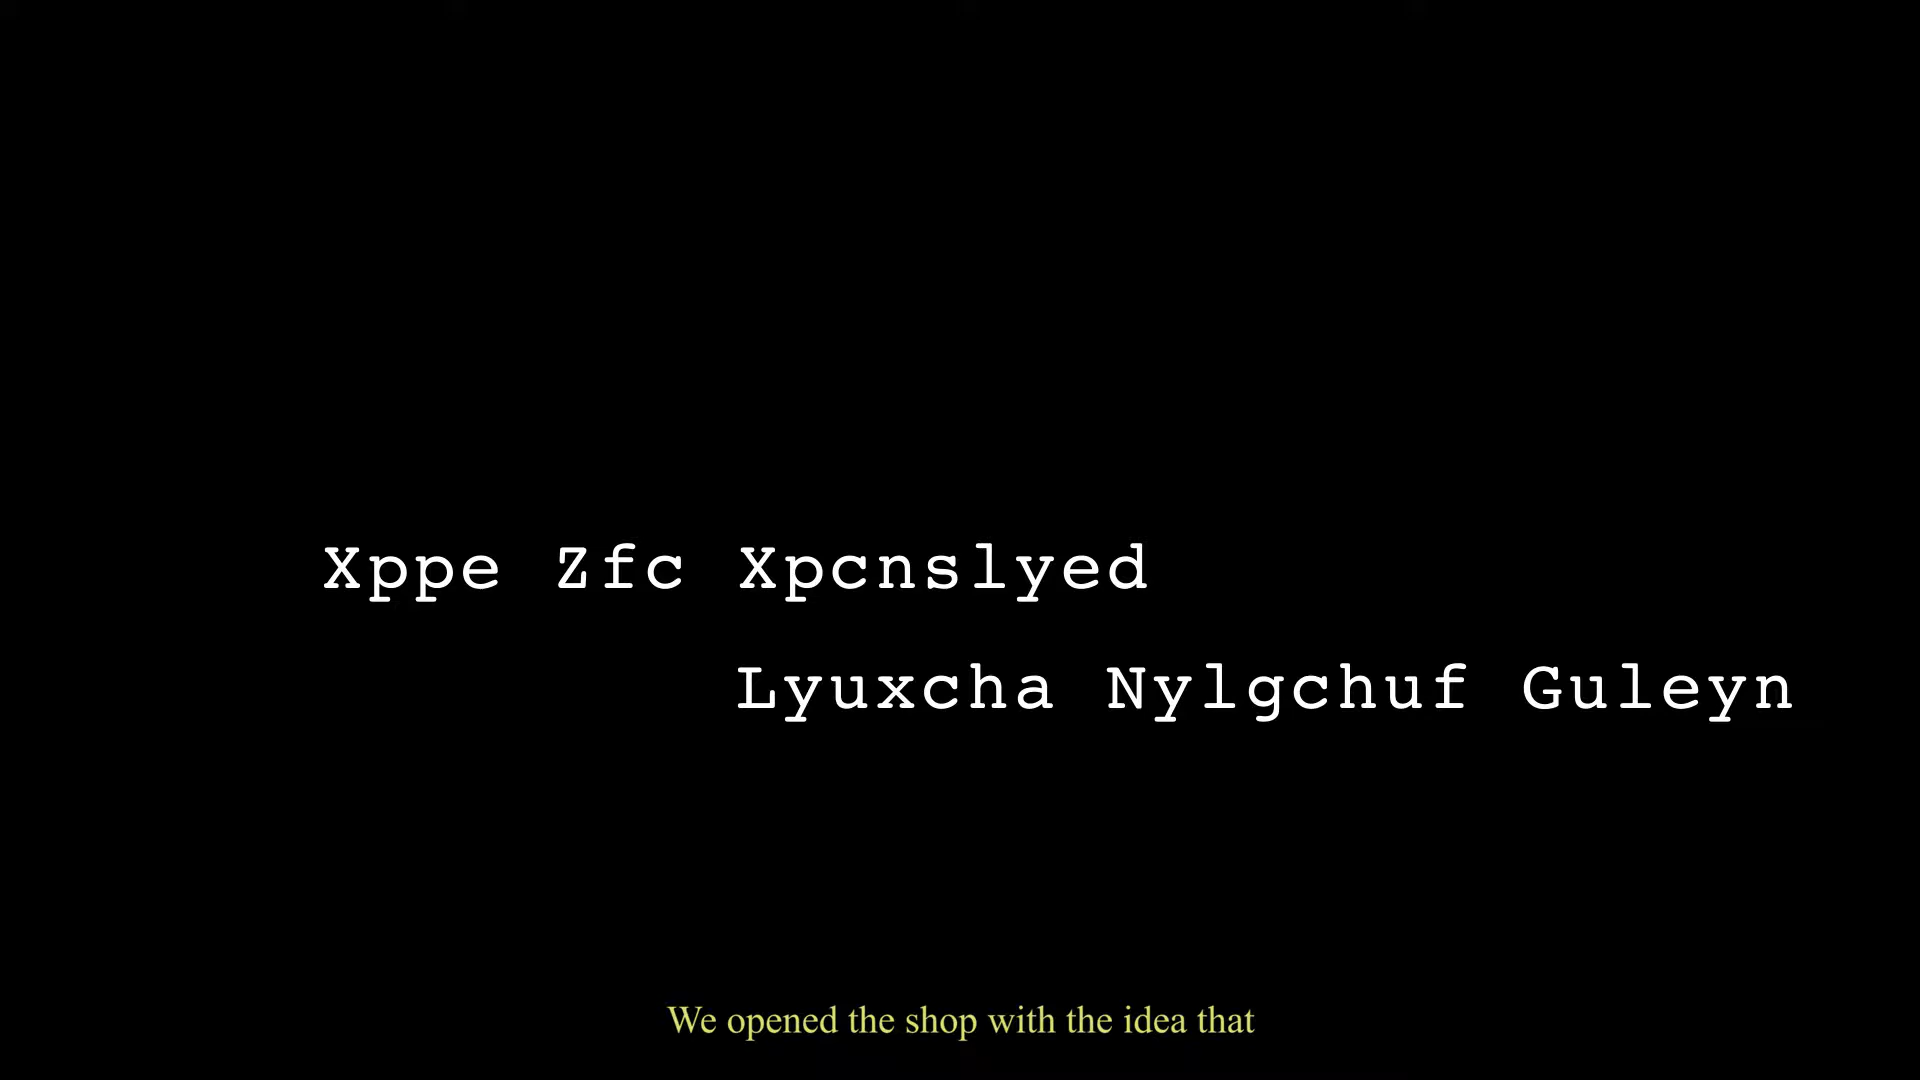 Xppe Zfc Xpcnslyed
Lyuxcha Nylgchuf Guleyn
We opened the shop with the idea that